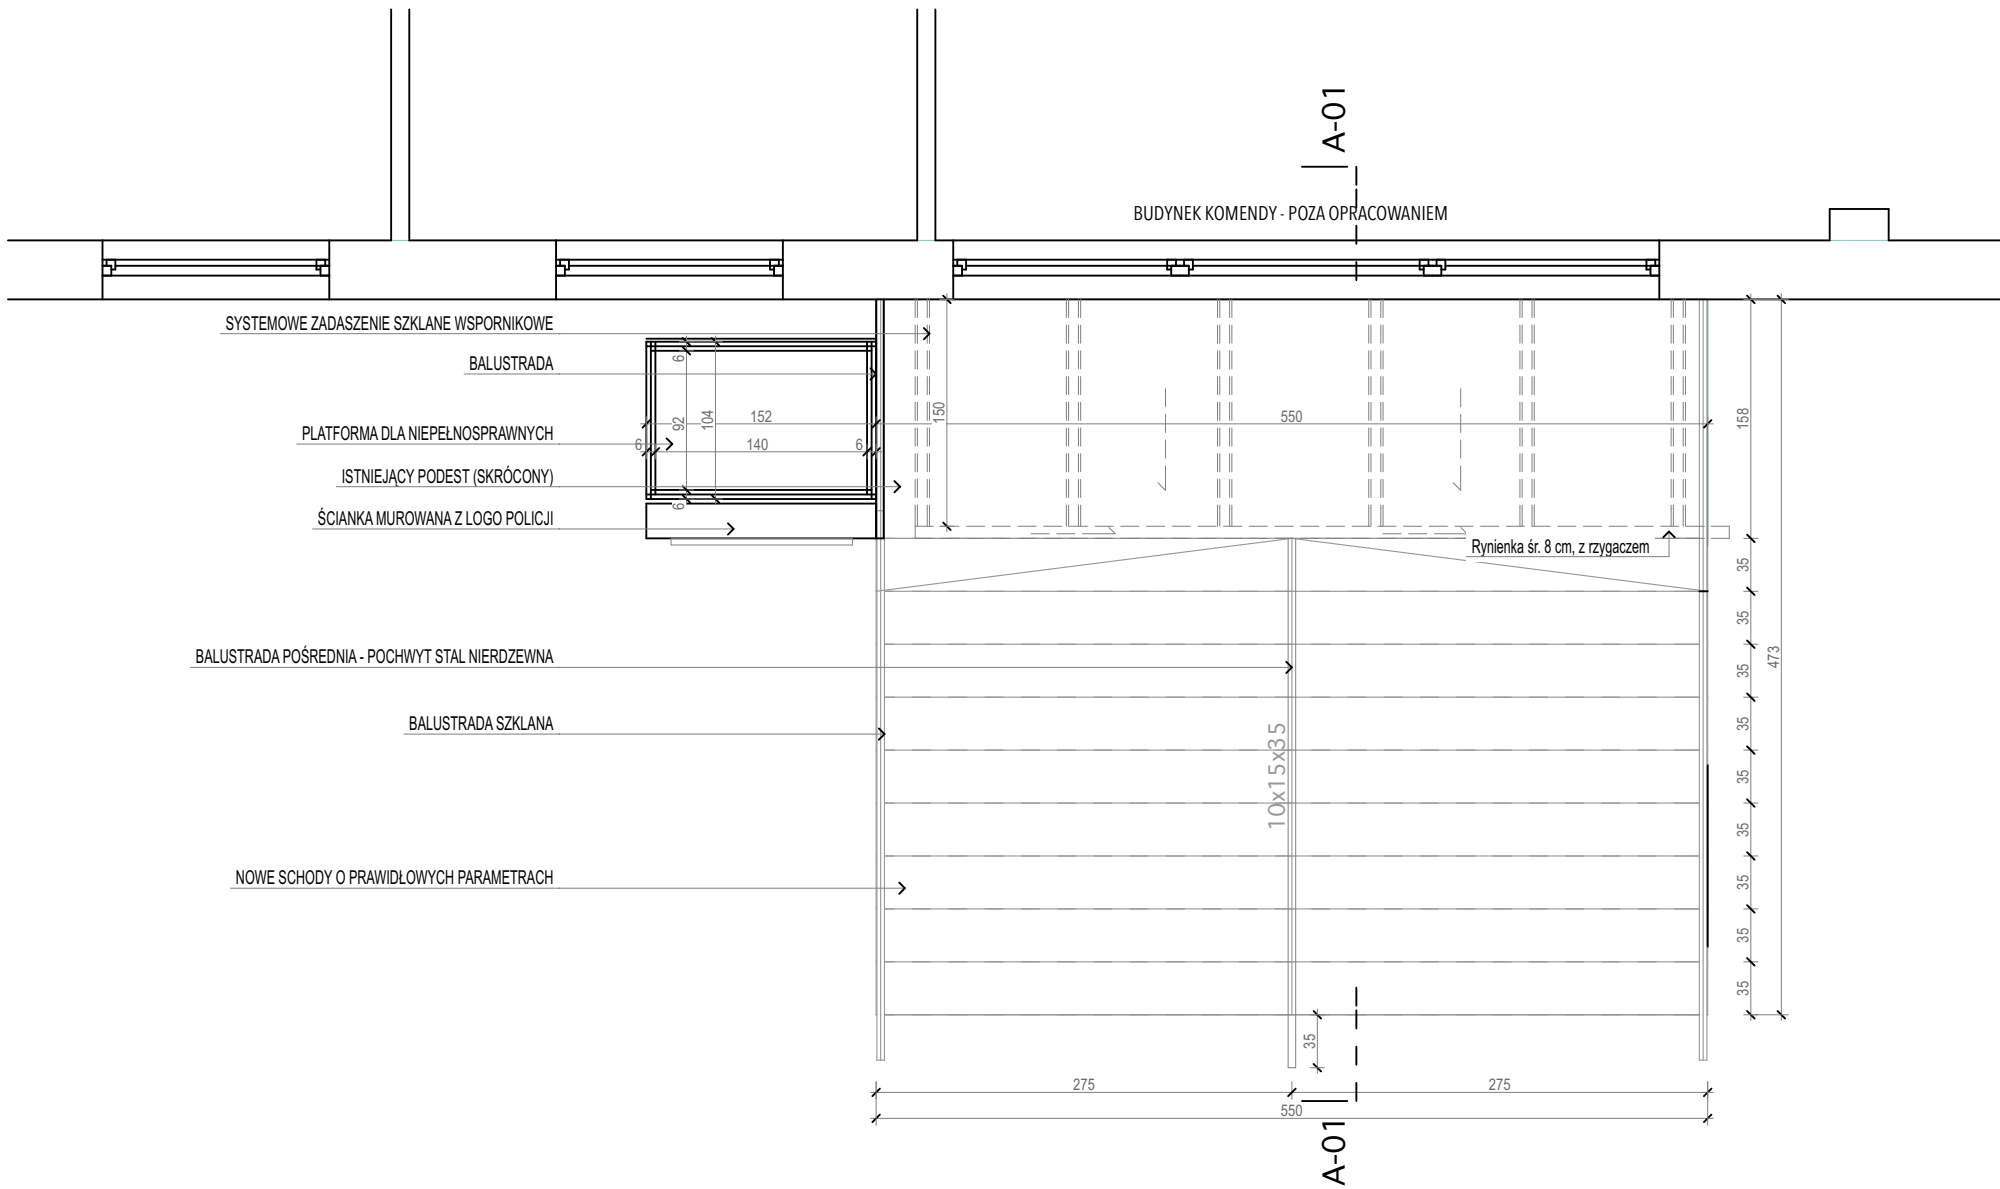 A-01
BUDYNEK KOMENDY - POZA OPRACOWANIEM
SYSTEMOWE ZADASZENIE SZKLANE WSPORNIKOWE
BALUSTRADA
PLATFORMA DLA NIEPEŁNOSPRAWNYCH
ISTNIEJĄCY PODEST (SKRÓCONY)
ŚCIANKA MUROWANA Z LOGO POLICJI
6
92
104
6
152
6
140
6
150
550
158
Rynienka śr. 8 cm, z rzygaczem
35
35
35
35
35
35
35
35
35
473
BALUSTRADA POŚREDNIA - POCHWYT STAL NIERDZEWNA
BALUSTRADA SZKLANA
10x15x35
NOWE SCHODY O PRAWIDŁOWYCH PARAMETRACH
35
275
275
550
A-01